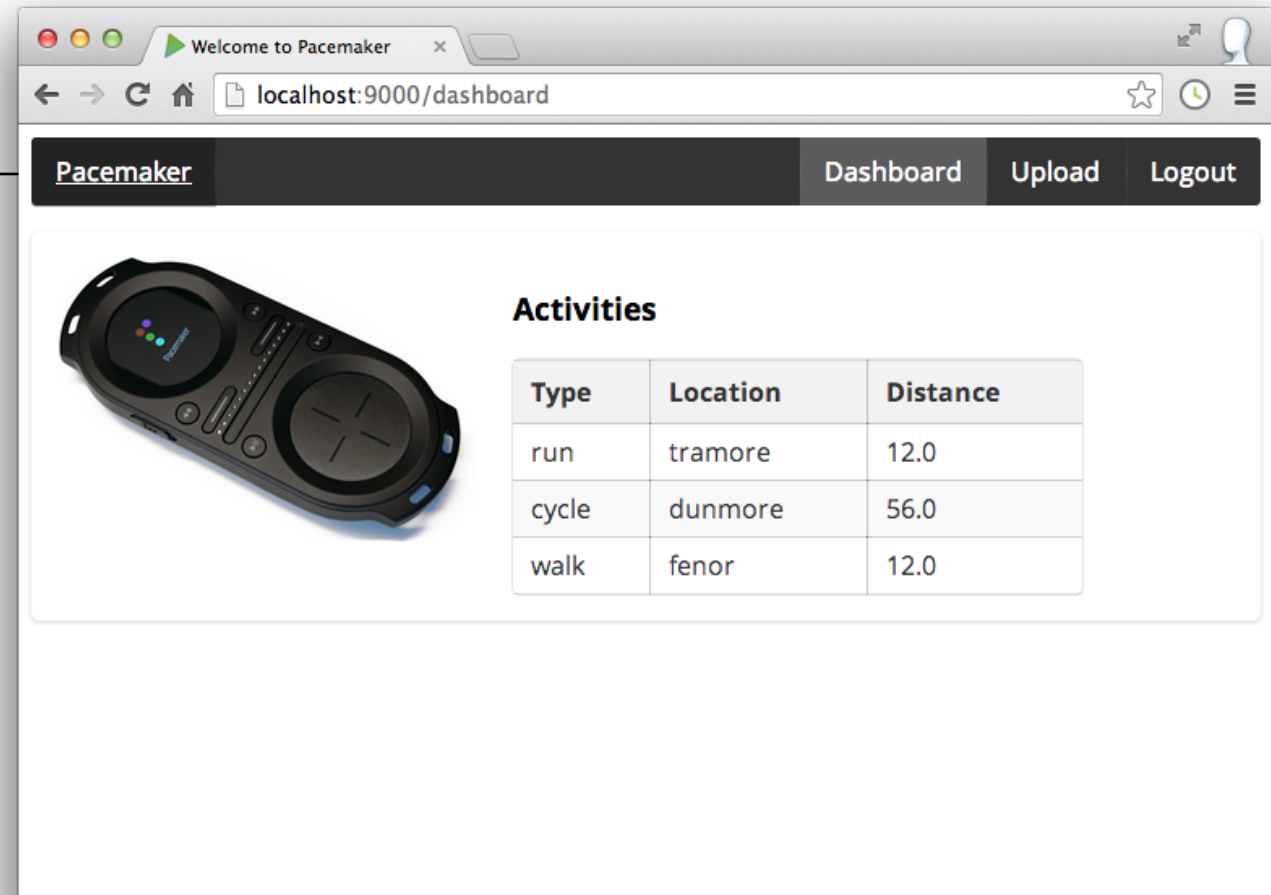 Welcome to Pacemaker
localhost:9000/dashboard
Pacemaker Dashboard Upload Logout
Pacemaker
Activities
Type Location Distance
run tramore 12.0
cycle dunmore 56.0
walk fenor 12.0